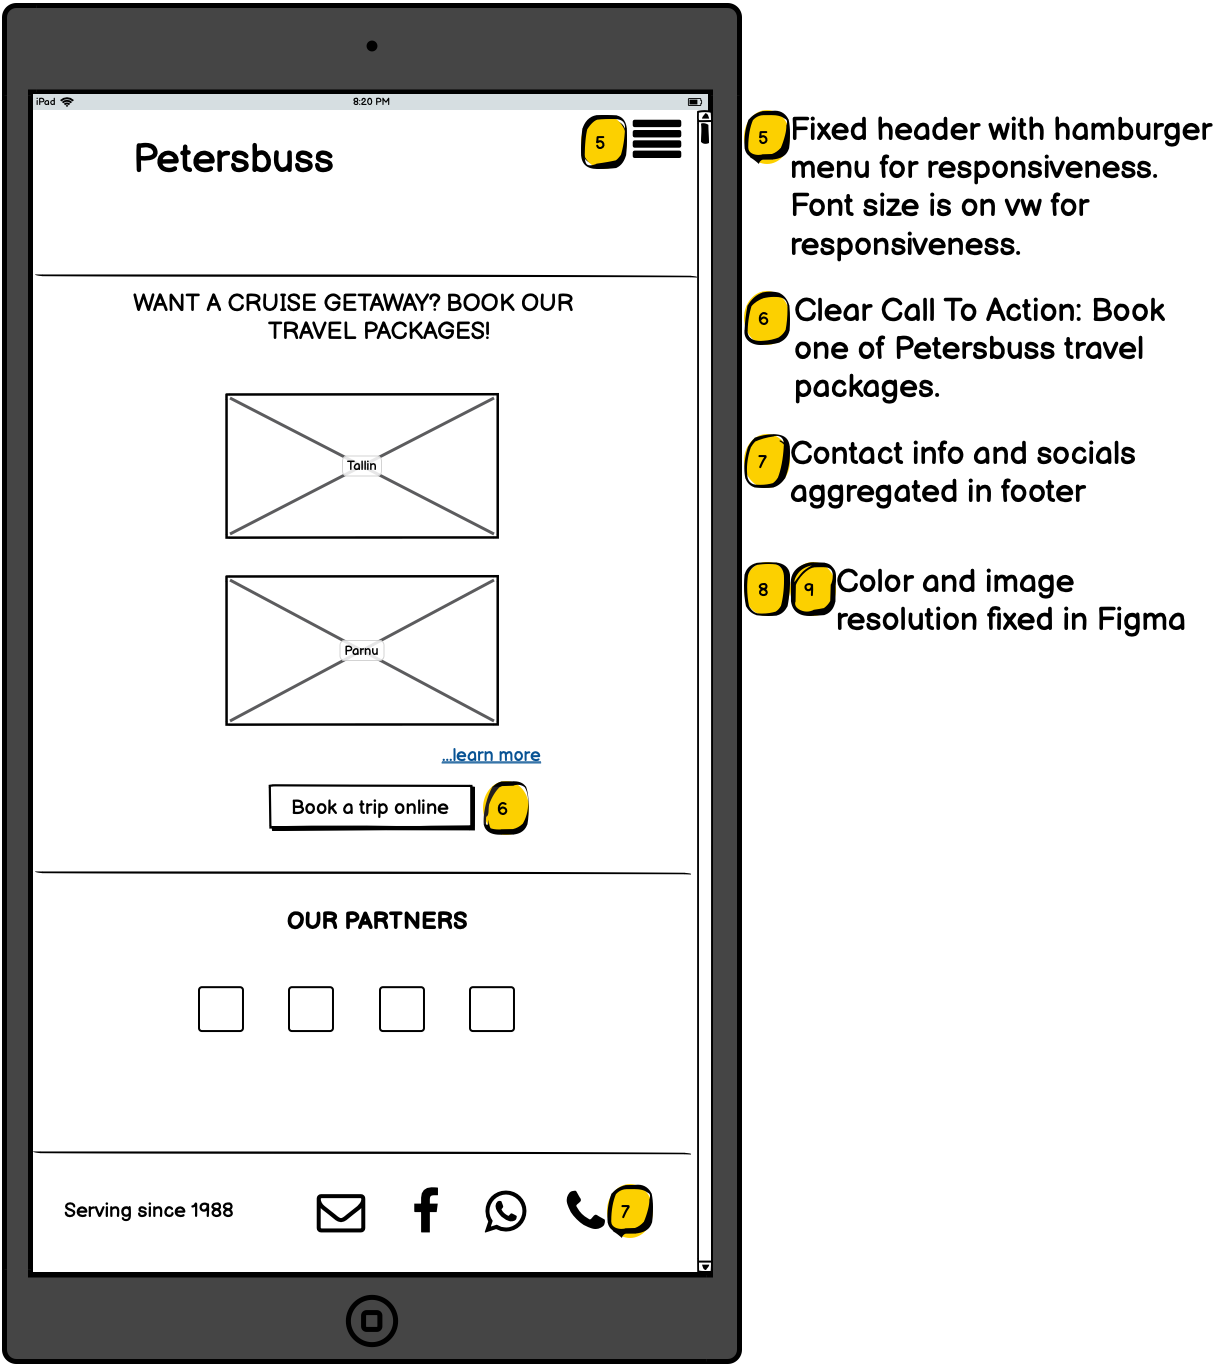 iPad 8:20 PM
Petersbuss
5
WANT A CRUISE GETAWAY? BOOK OUR
TRAVEL PACKAGES!
Tallin
Parnu
...learn more
Book a trip online
6
OUR PARTNERS
Serving since 1988
7
5 Fixed header with hamburger
menu for responsiveness.
Font size is on vw for
responsiveness.
6 Clear Call To Action: Book
one of Petersbuss travel
packages.
7 Contact info and socials
aggregated in footer
8 9 Color and image
resolution fixed in Figma